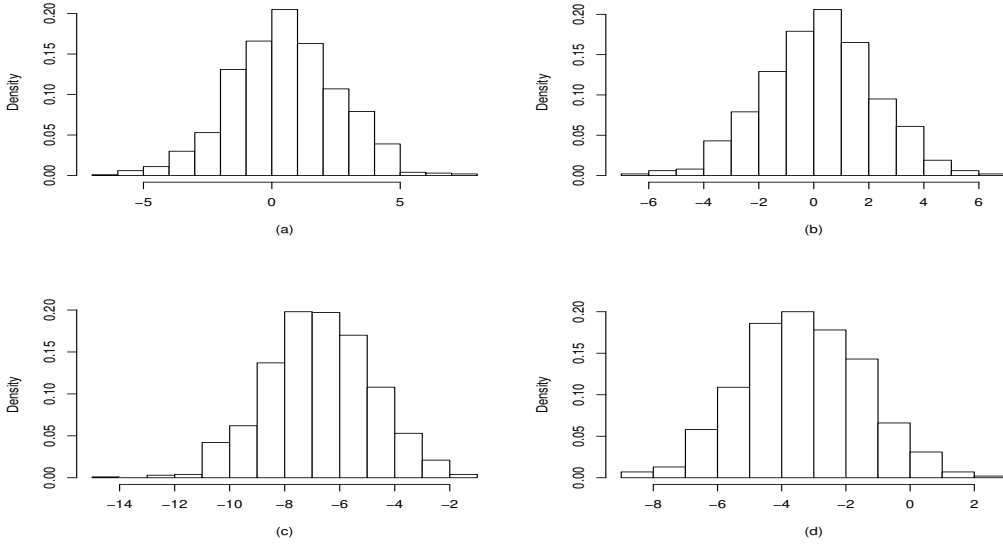 Density
0.00 0.05 0.10 0.15 0.20
−5 0 5
(a)
Density
0.00 0.05 0.10 0.15 0.20
−6 −4 −2 0 2 4 6
(b)
Density
0.00 0.05 0.10 0.15 0.20
−14 −12 −10 −8 −6 −4 −2
(c)
Density
0.00 0.05 0.10 0.15 0.20
−8 −6 −4 −2 0 2
(d)